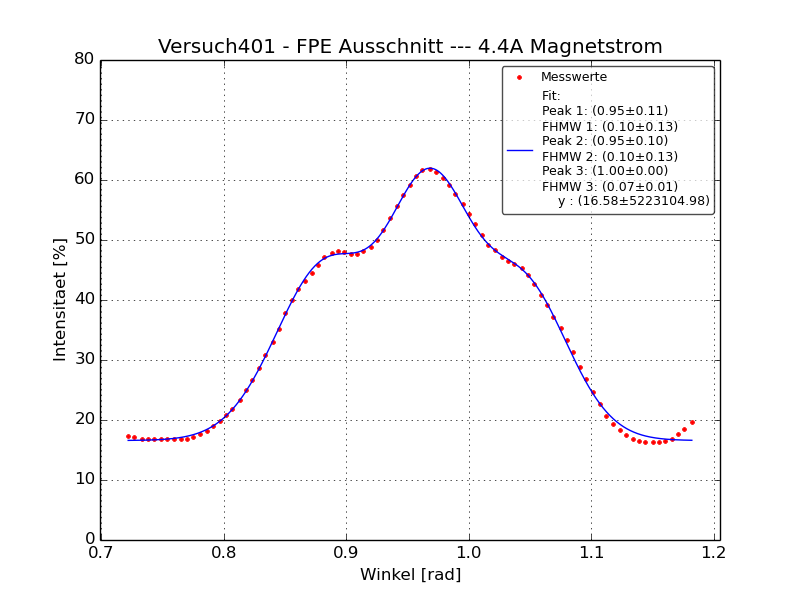 Versuch401 - FPE Ausschnitt --- 4.4A Magnetstrom
80
70
60
50
40
30
20
10
0
Intensitaet [%]
Messwerte
Fit:
Peak 1: (0.95±0.11)
FHMW 1: (0.10±0.13)
Peak 2: (0.95±0.10)
FHMW 2: (0.10±0.13)
Peak 3: (1.00±0.00)
FHMW 3: (0.07±0.01)
y : (16.58±5223104.98)
0.7 0.8 0.9 1.0 1.1 1.2
Winkel [rad]